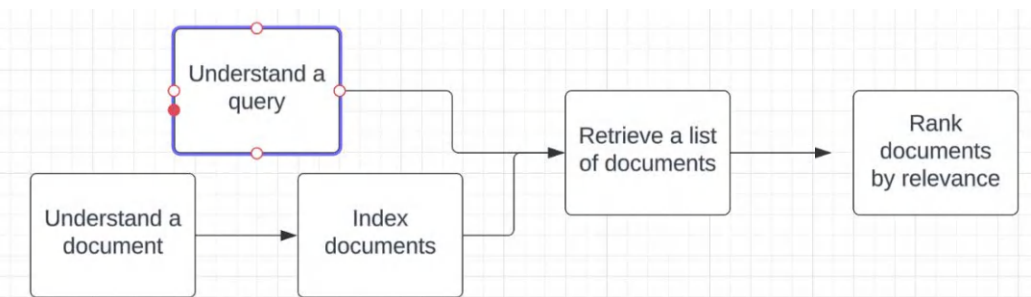 Understand a
query
Understand a
document
Index
documents
Retrieve a list
of documents
Rank
documents
by relevance